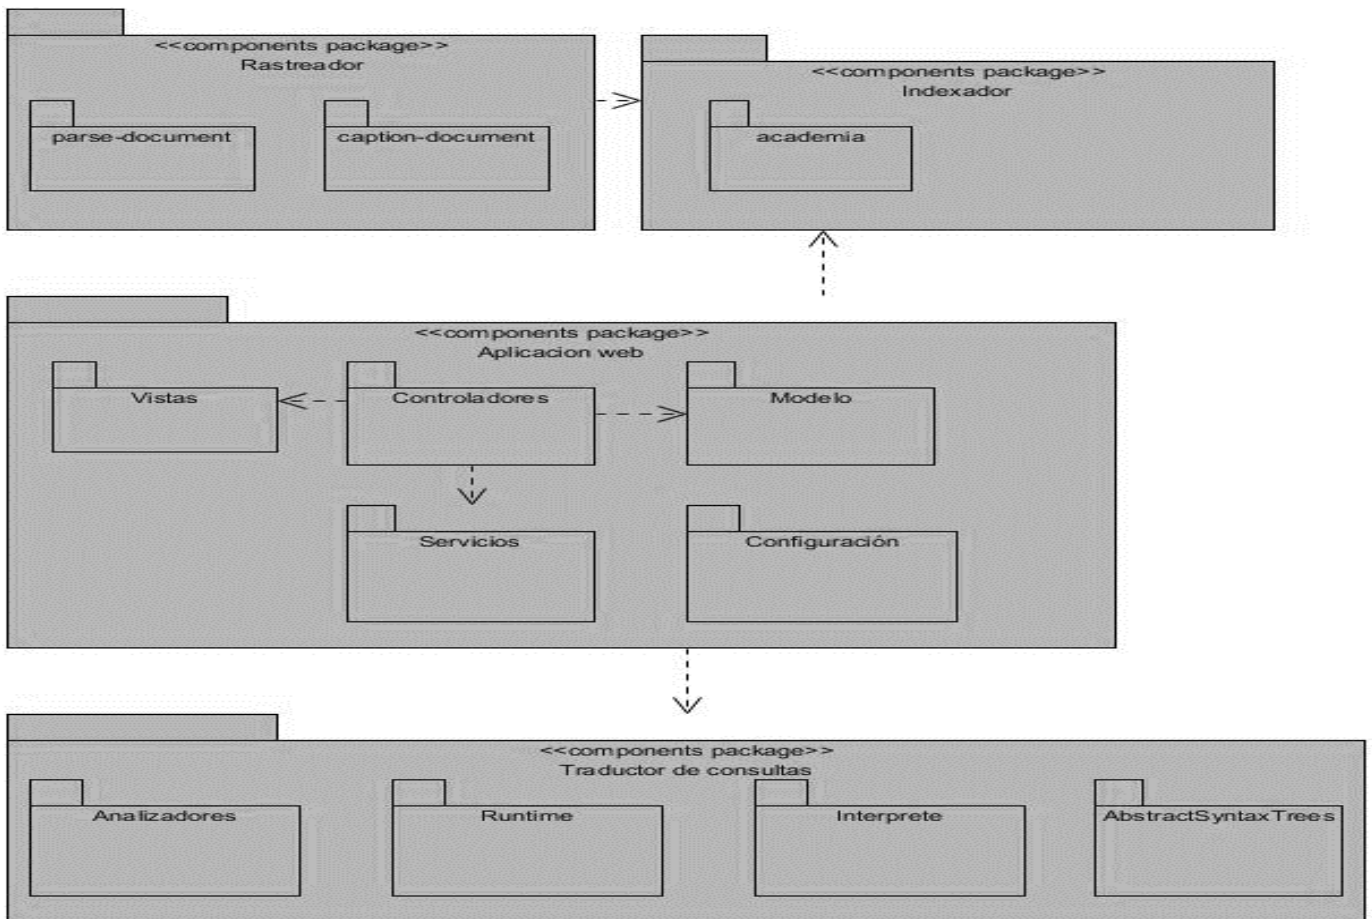 <<components package>>
Rastreador
parse-document
caption-document
<<components package>>
Indexador
academia
<<components package>>
Aplicacion web
Vistas
Controladores
Modelo
Servicios
Configuración
<<components package>>
Traductor de consultas
Analizadores
Runtime
Interprete
AbstractSyntaxTrees